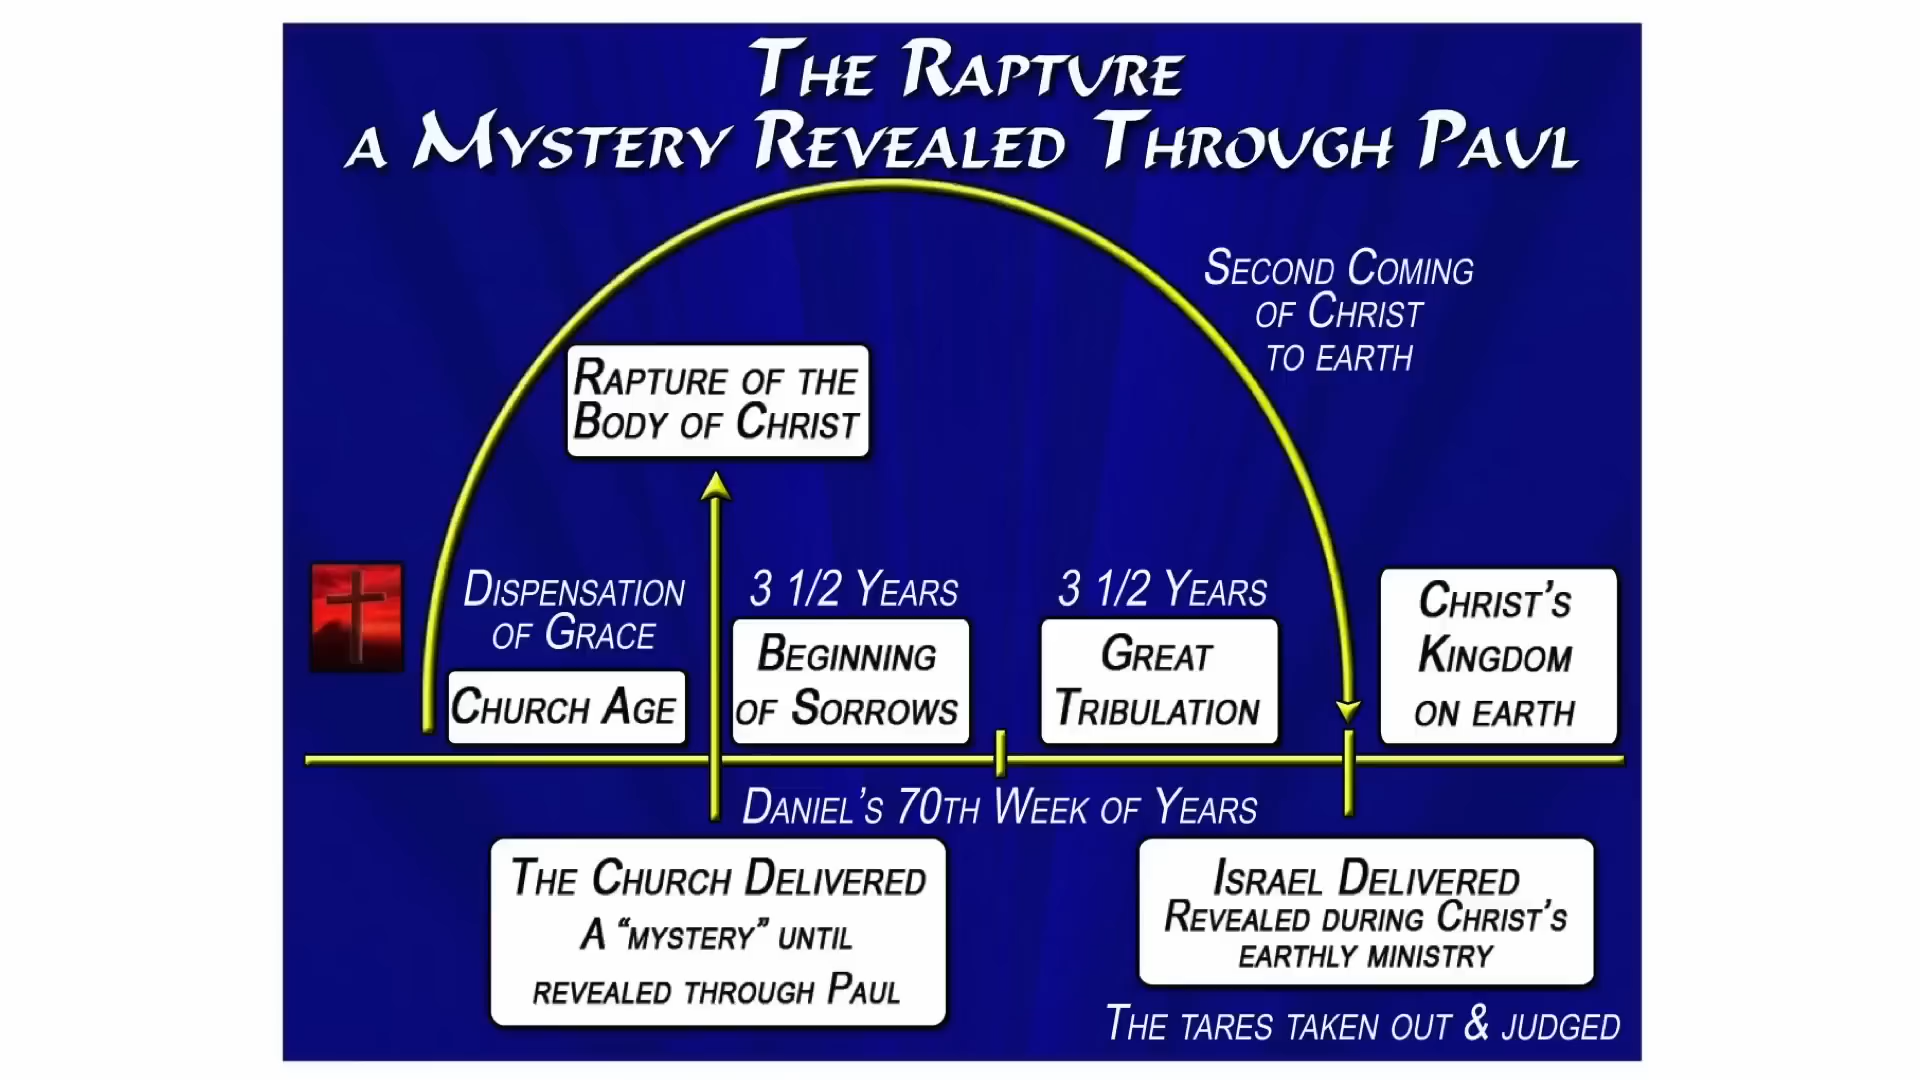 THE RAPTURE
A MYSTERY REVEALED THROUGH PAUL
SECOND COMING
OF CHRIST
TO EARTH
RAPTURE OF THE
BODY OF CHRIST
DISPENSATION
OF GRACE
CHURCH AGE
3 1/2 YEARS
BEGINNING
OF SORROWS
3 1/2 YEARS
GREAT
TRIBULATION
CHRIST'S
KINGDOM
ON EARTH
DANIEL'S 70TH WEEK OF YEARS
THE CHURCH DELIVERED
A "MYSTERY" UNTIL
REVEALED THROUGH PAUL
ISRAEL DELIVERED
REVEALED DURING CHRIST'S
EARTHLY MINISTRY
THE TARES TAKEN OUT & JUDGED